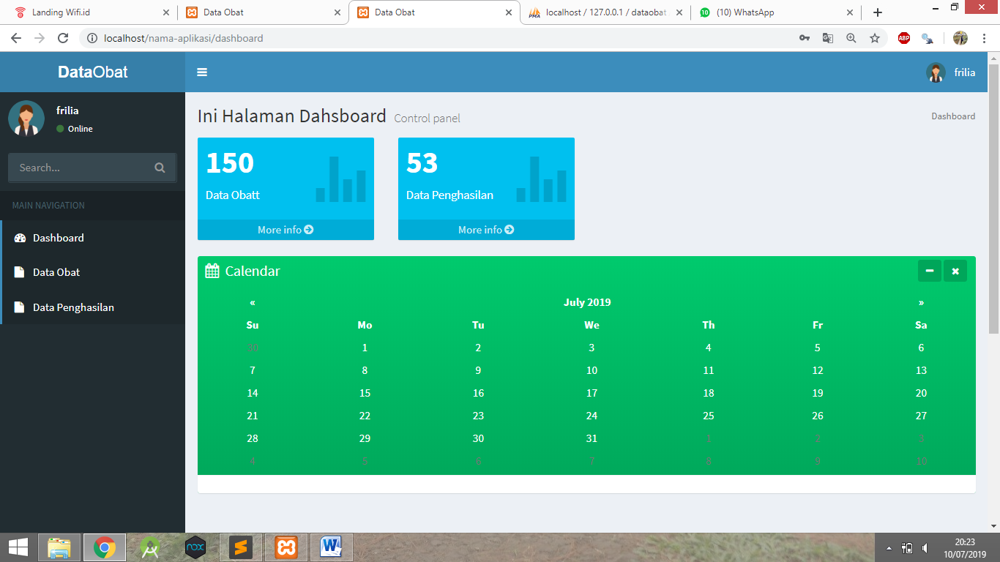 Landing Wifi.id
Data Obat
Data Obat
localhost / 127.0.0.1 / dataobat
(10) WhatsApp
localhost/nama-aplikasi/dashboard
ABP
DataObat
frilia
frilia
Online
Search...
MAIN NAVIGATION
Dashboard
Data Obat
Data Penghasilan
Ini Halaman Dahsboard Control panel
Dashboard
150
Data Obatt
More info
53
Data Penghasilan
More info
Calendar
« July 2019 »
Su Mo Tu We Th Fr Sa
30 1 2 3 4 5 6
7 8 9 10 11 12 13
14 15 16 17 18 19 20
21 22 23 24 25 26 27
28 29 30 31 1 2 3
4 5 6 7 8 9 10
nox
20:23
10/07/2019